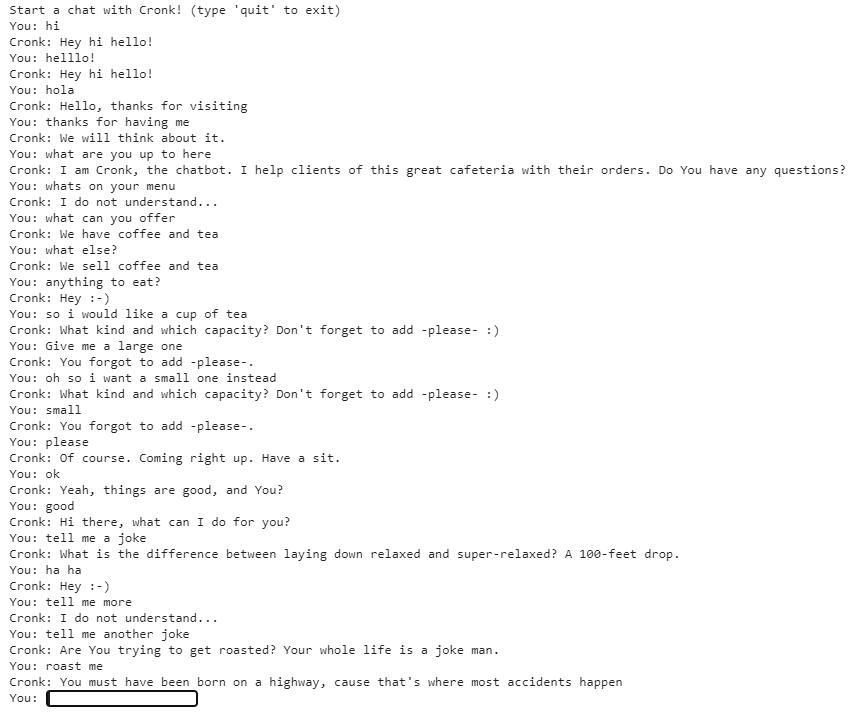 Start a chat with Cronk! (type 'quit' to exit)
You: hi
Cronk: Hey hi hello!
You: helllo!
Cronk: Hey hi hello!
You: hola
Cronk: Hello, thanks for visiting
You: thanks for having me
Cronk: We will think about it.
You: what are you up to here
Cronk: I am Cronk, the chatbot. I help clients of this great cafeteria with their orders. Do You have any questions?
You: whats on your menu
Cronk: I do not understand...
You: what can you offer
Cronk: We have coffee and tea
You: what else?
Cronk: We sell coffee and tea
You: anything to eat?
Cronk: Hey :-)
You: so i would like a cup of tea
Cronk: What kind and which capacity? Don't forget to add -please- :)
You: Give me a large one
Cronk: You forgot to add -please-.
You: oh so i want a small one instead
Cronk: What kind and which capacity? Don't forget to add -please- :)
You: small
Cronk: You forgot to add -please-.
You: please
Cronk: Of course. Coming right up. Have a sit.
You: ok
Cronk: Yeah, things are good, and You?
You: good
Cronk: Hi there, what can I do for you?
You: tell me a joke
Cronk: What is the difference between laying down relaxed and super-relaxed? A 100-feet drop.
You: ha ha
Cronk: Hey :-)
You: tell me more
Cronk: I do not understand...
You: tell me another joke
Cronk: Are You trying to get roasted? Your whole life is a joke man.
You: roast me
Cronk: You must have been born on a highway, cause that's where most accidents happen
You: